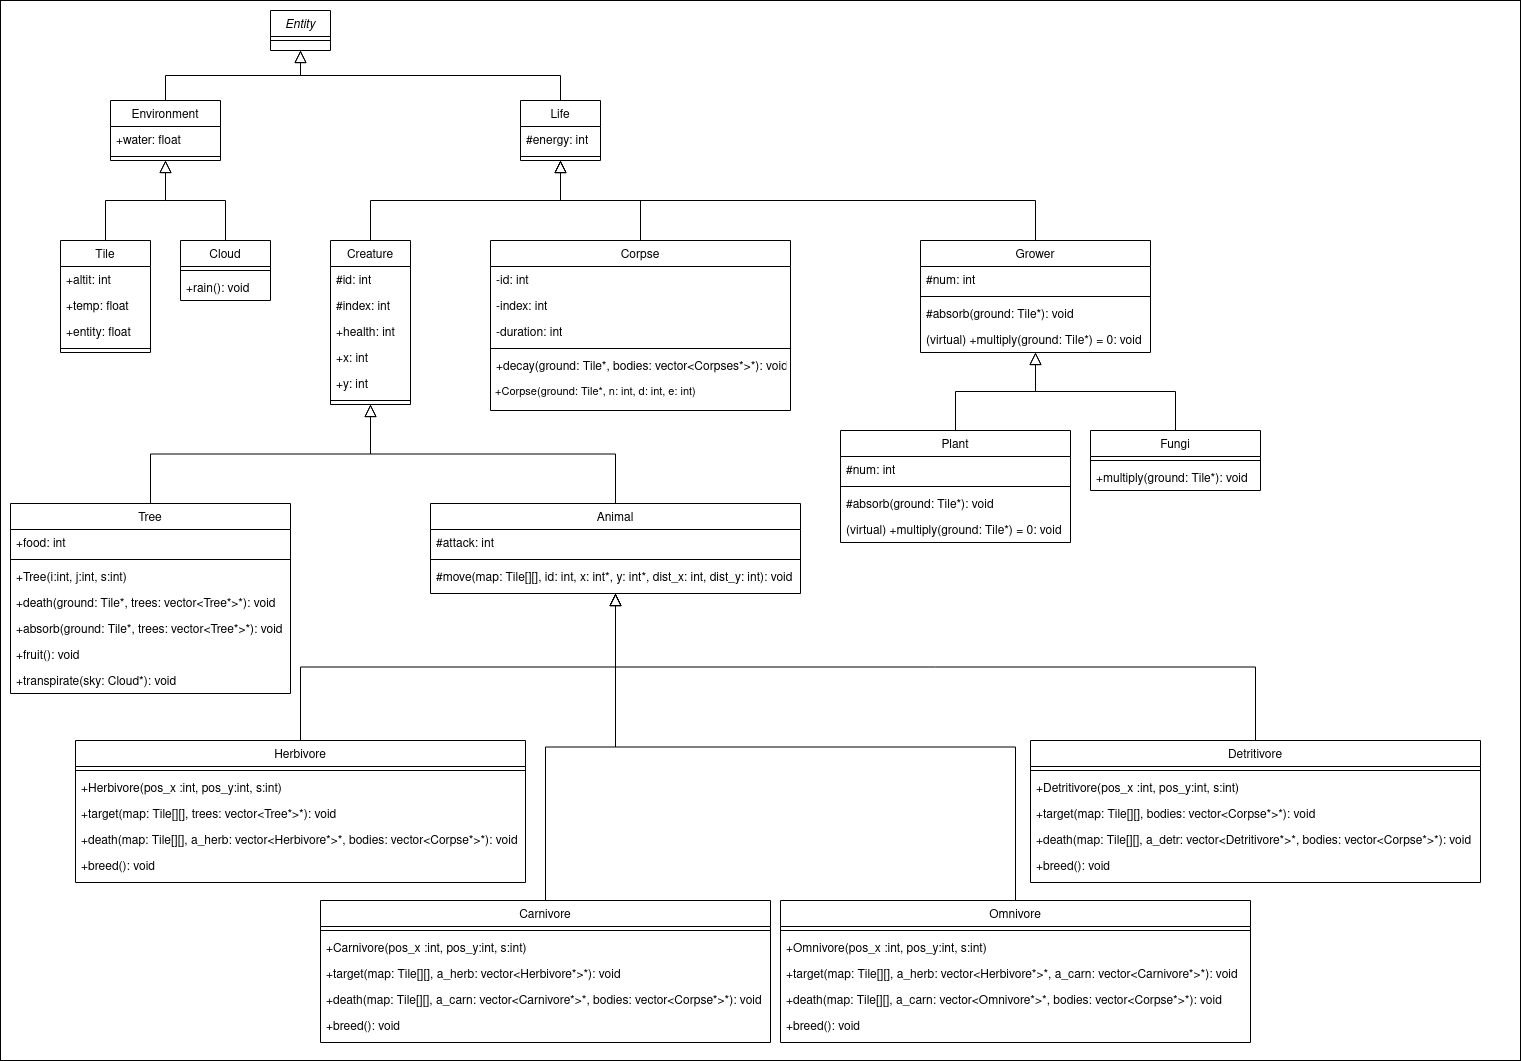 Entity
Environment
+water: float
Life
#energy: int
Tile
+altit: int
+temp: float
+entity: float
Cloud
+rain(): void
Creature
#id: int
#index: int
+health: int
+x: int
+y: int
Corpse
-id: int
-index: int
-duration: int
+decay(ground: Tile*, bodies: vector<Corpses*>*): void
+Corpse(ground: Tile*, n: int, d: int, e: int)
Grower
#num: int
#absorb(ground: Tile*): void
(virtual) +multiply(ground: Tile*) = 0: void
Plant
#num: int
#absorb(ground: Tile*): void
(virtual) +multiply(ground: Tile*) = 0: void
Fungi
+multiply(ground: Tile*): void
Tree
+food: int
+Tree(i:int, j:int, s:int)
+death(ground: Tile*, trees: vector<Tree*>*): void
+absorb(ground: Tile*, trees: vector<Tree*>*): void
+fruit(): void
+transpirate(sky: Cloud*): void
Animal
#attack: int
#move(map: Tile[][], id: int, x: int*, y: int*, dist_x: int, dist_y: int): void
Herbivore
+Herbivore(pos_x :int, pos_y:int, s:int)
+target(map: Tile[][], trees: vector<Tree*>*): void
+death(map: Tile[][], a_herb: vector<Herbivore*>*, bodies: vector<Corpse*>*): void
+breed(): void
Detritivore
+Detritivore(pos_x :int, pos_y:int, s:int)
+target(map: Tile[][], bodies: vector<Corpse*>*): void
+death(map: Tile[][], a_detr: vector<Detritivore*>*, bodies: vector<Corpse*>*): void
+breed(): void
Carnivore
+Carnivore(pos_x :int, pos_y:int, s:int)
+target(map: Tile[][], a_herb: vector<Herbivore*>*): void
+death(map: Tile[][], a_carn: vector<Carnivore*>*, bodies: vector<Corpse*>*): void
+breed(): void
Omnivore
+Omnivore(pos_x :int, pos_y:int, s:int)
+target(map: Tile[][], a_herb: vector<Herbivore*>*, a_carn: vector<Carnivore*>*): void
+death(map: Tile[][], a_carn: vector<Omnivore*>*, bodies: vector<Corpse*>*): void
+breed(): void